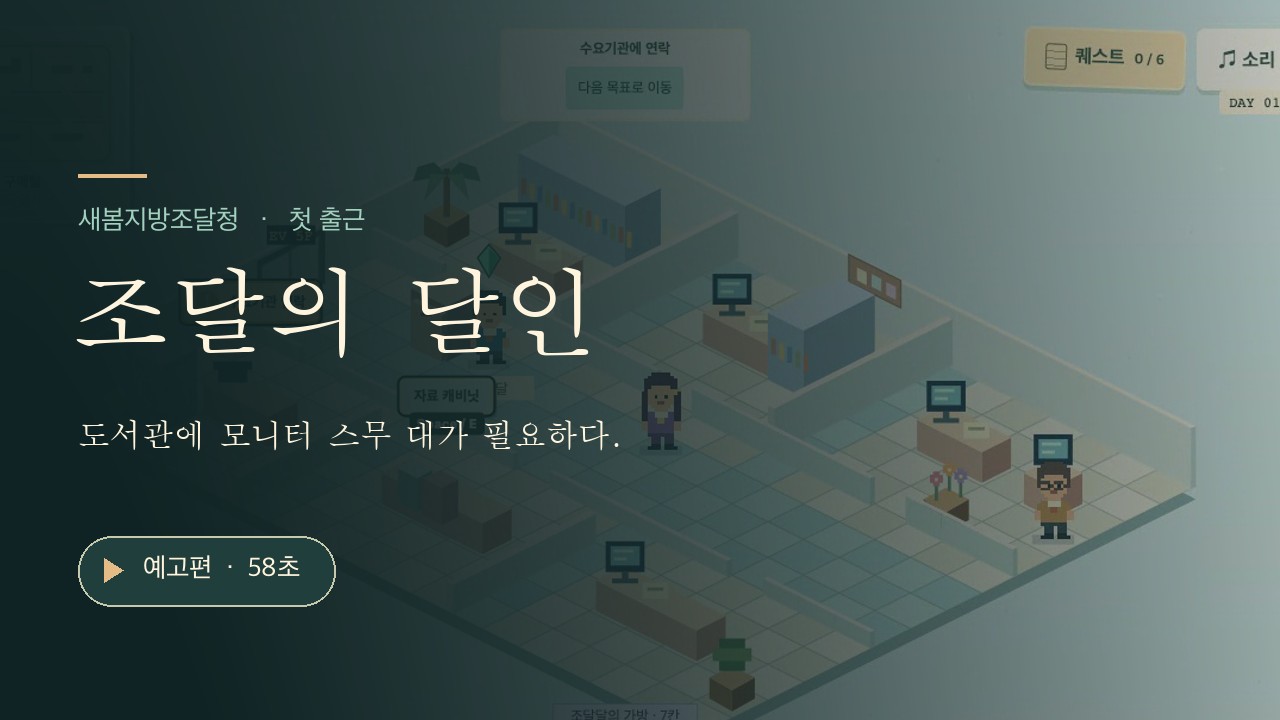 수요기관에 연락
다음 목표로 이동
퀘스트 0/6
소리
DAY 01
새봄지방조달청 · 첫 출근
조달의 달인
자료 캐비닛
도서관에 모니터 스무 대가 필요하다.
예고편 · 58초
조달달의 가방 · 7칸